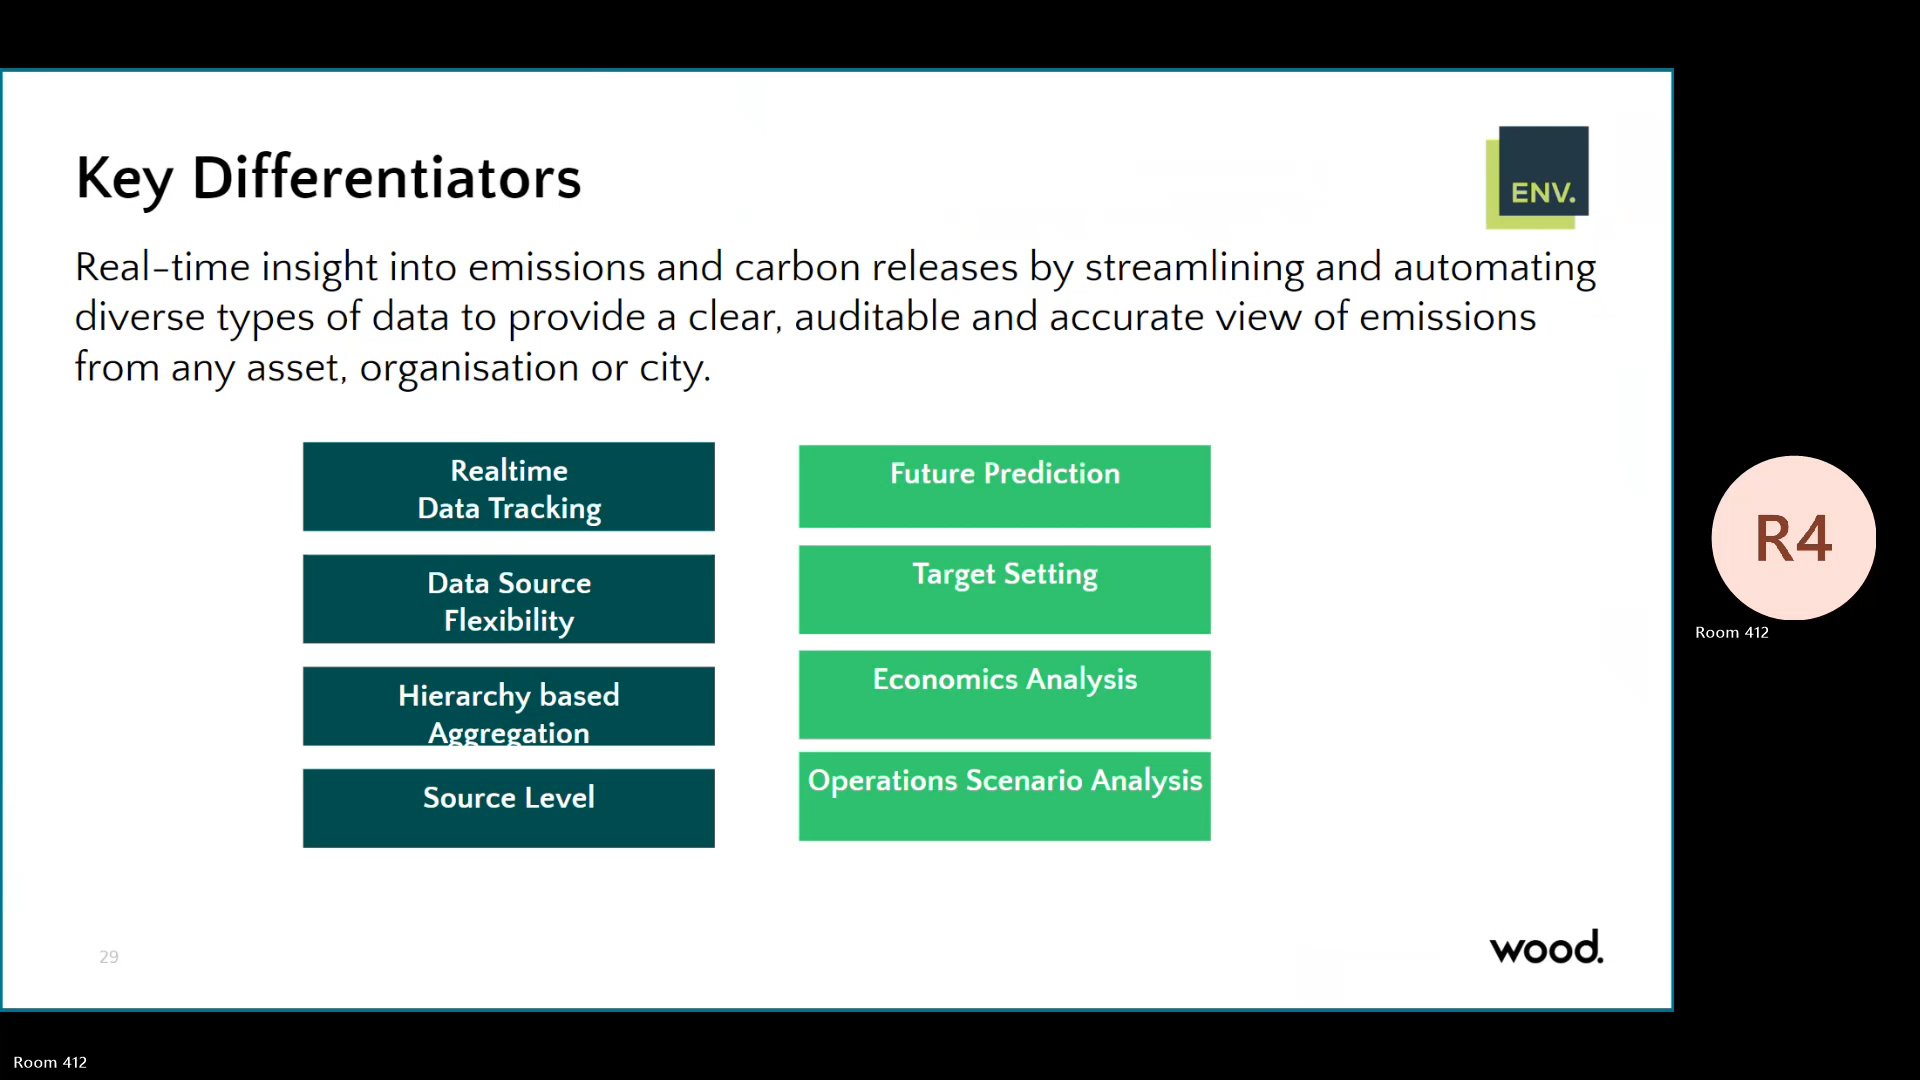 Key Differentiators
ENV.
Real-time insight into emissions and carbon releases by streamlining and automating
diverse types of data to provide a clear, auditable and accurate view of emissions
from any asset, organisation or city.
Realtime
Data Tracking
Data Source
Flexibility
Hierarchy based
Aggregation
Source Level
Future Prediction
Target Setting
Economics Analysis
Operations Scenario Analysis
29
wood.
R4
Room 412
Room 412